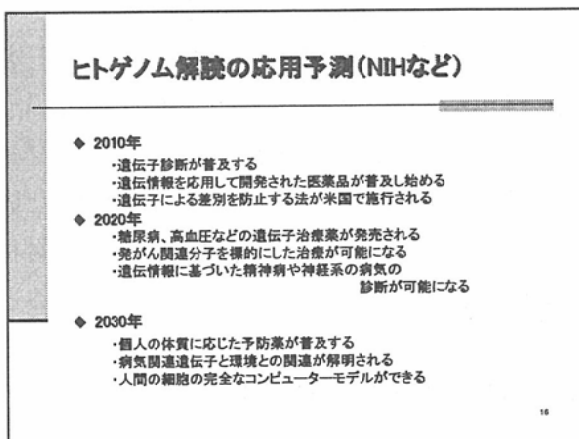 ヒトゲノム解読の応用予測(NIHなど)
◆ 2010年
・遺伝子診断が普及する
・遺伝情報を応用して開発された医薬品が普及し始める
・遺伝子による差別を防止する法が米国で施行される
◆ 2020年
・糖尿病、高血圧などの遺伝子治療薬が発売される
・発がん関連分子を標的にした治療が可能になる
・遺伝情報に基づいた精神病や神経系の病気の
診断が可能になる
◆ 2030年
・個人の体質に応じた予防薬が普及する
・病気関連遺伝子と環境との関連が解明される
・人間の細胞の完全なコンピューターモデルができる
16